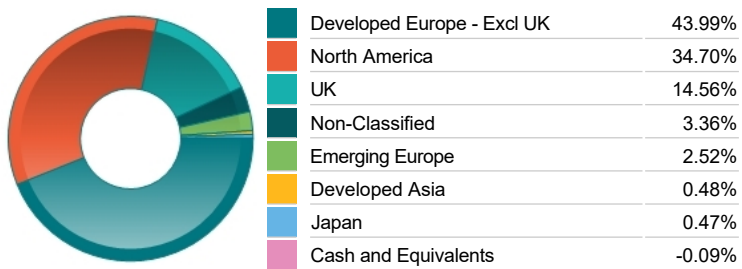 Developed Europe - Excl UK 43.99%
North America 34.70%
UK 14.56%
Non-Classified 3.36%
Emerging Europe 2.52%
Developed Asia 0.48%
Japan 0.47%
Cash and Equivalents -0.09%